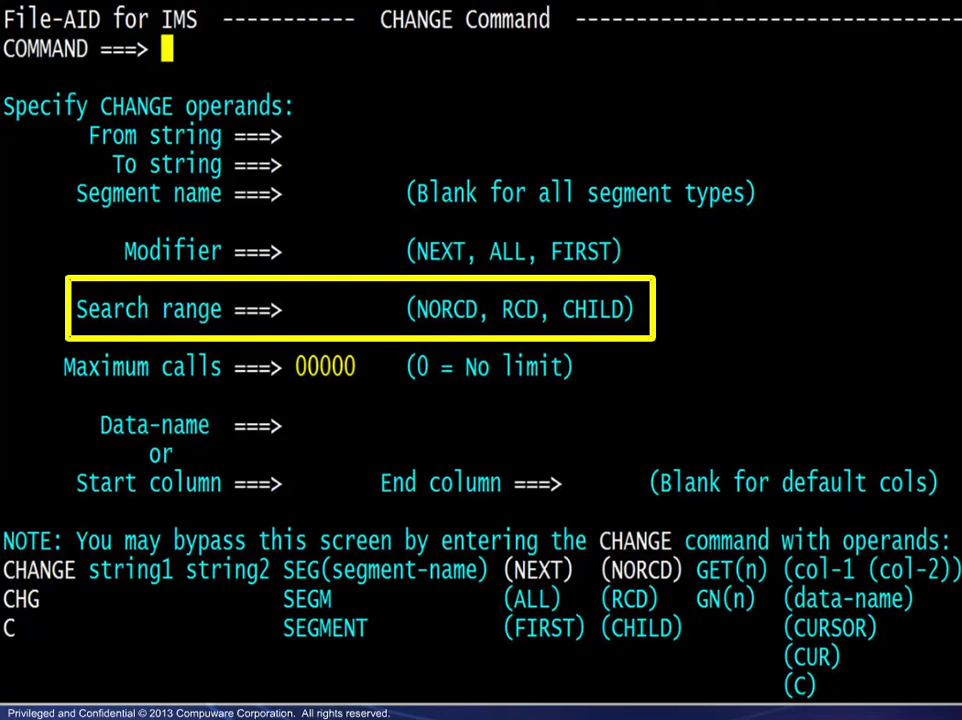 File-AID for IMS ----------- CHANGE Command --------------------------------
COMMAND ===>
Specify CHANGE operands:
From string ===>
To string ===>
Segment name ===> (Blank for all segment types)
Modifier ===> (NEXT, ALL, FIRST)
Search range ===> (NORCD, RCD, CHILD)
Maximum calls ===> 00000 (0 = No limit)
Data-name ===>
or
Start column ===> End column ===> (Blank for default cols)
NOTE: You may bypass this screen by entering the CHANGE command with operands:
CHANGE string1 string2 SEG(segment-name) (NEXT) (NORCD) GET(n) (col-1 (col-2))
CHG SEGM (ALL) (RCD) GN(n) (data-name)
C SEGMENT (FIRST) (CHILD) (CURSOR)
(CUR)
(C)
Privileged and Confidential © 2013 Compuware Corporation. All rights reserved.